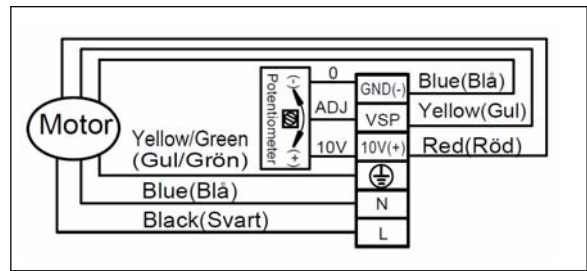 Motor
Yellow/Green
(Gul/Grön)
Blue(Blå)
Black(Svart)
Potentiometer
(-)
(+)
0
ADJ
10V
GND(-)
VSP
10V(+)
N
L
Blue(Blå)
Yellow(Gul)
Red(Röd)